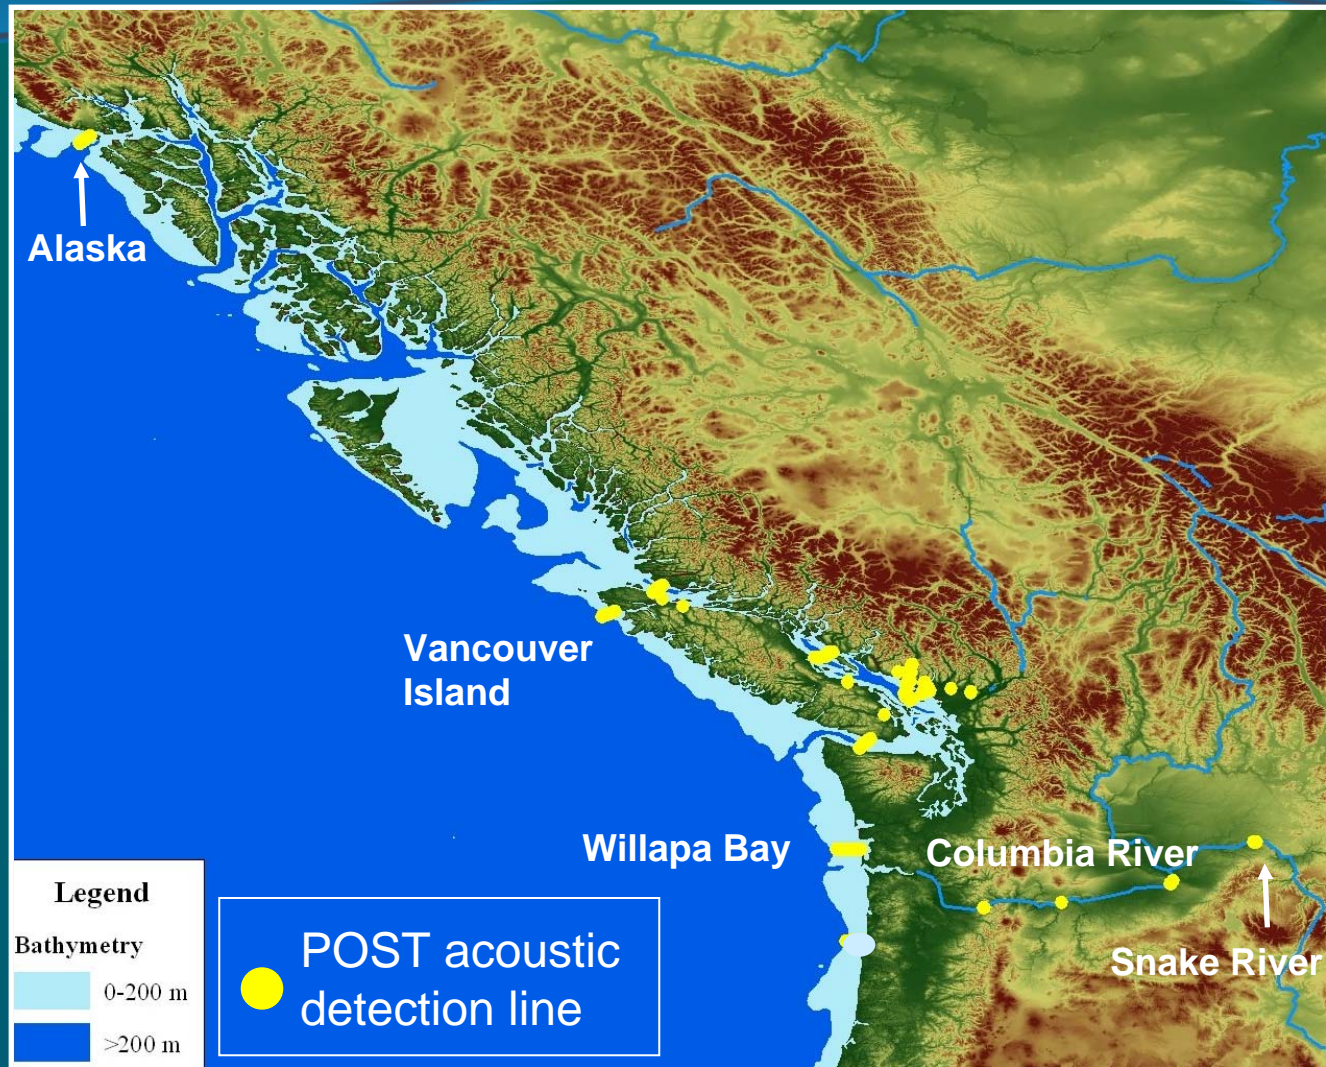 Alaska
Vancouver
Island
Willapa Bay
Columbia River
Snake River
Legend
Bathymetry
0-200 m
>200 m
POST acoustic
detection line